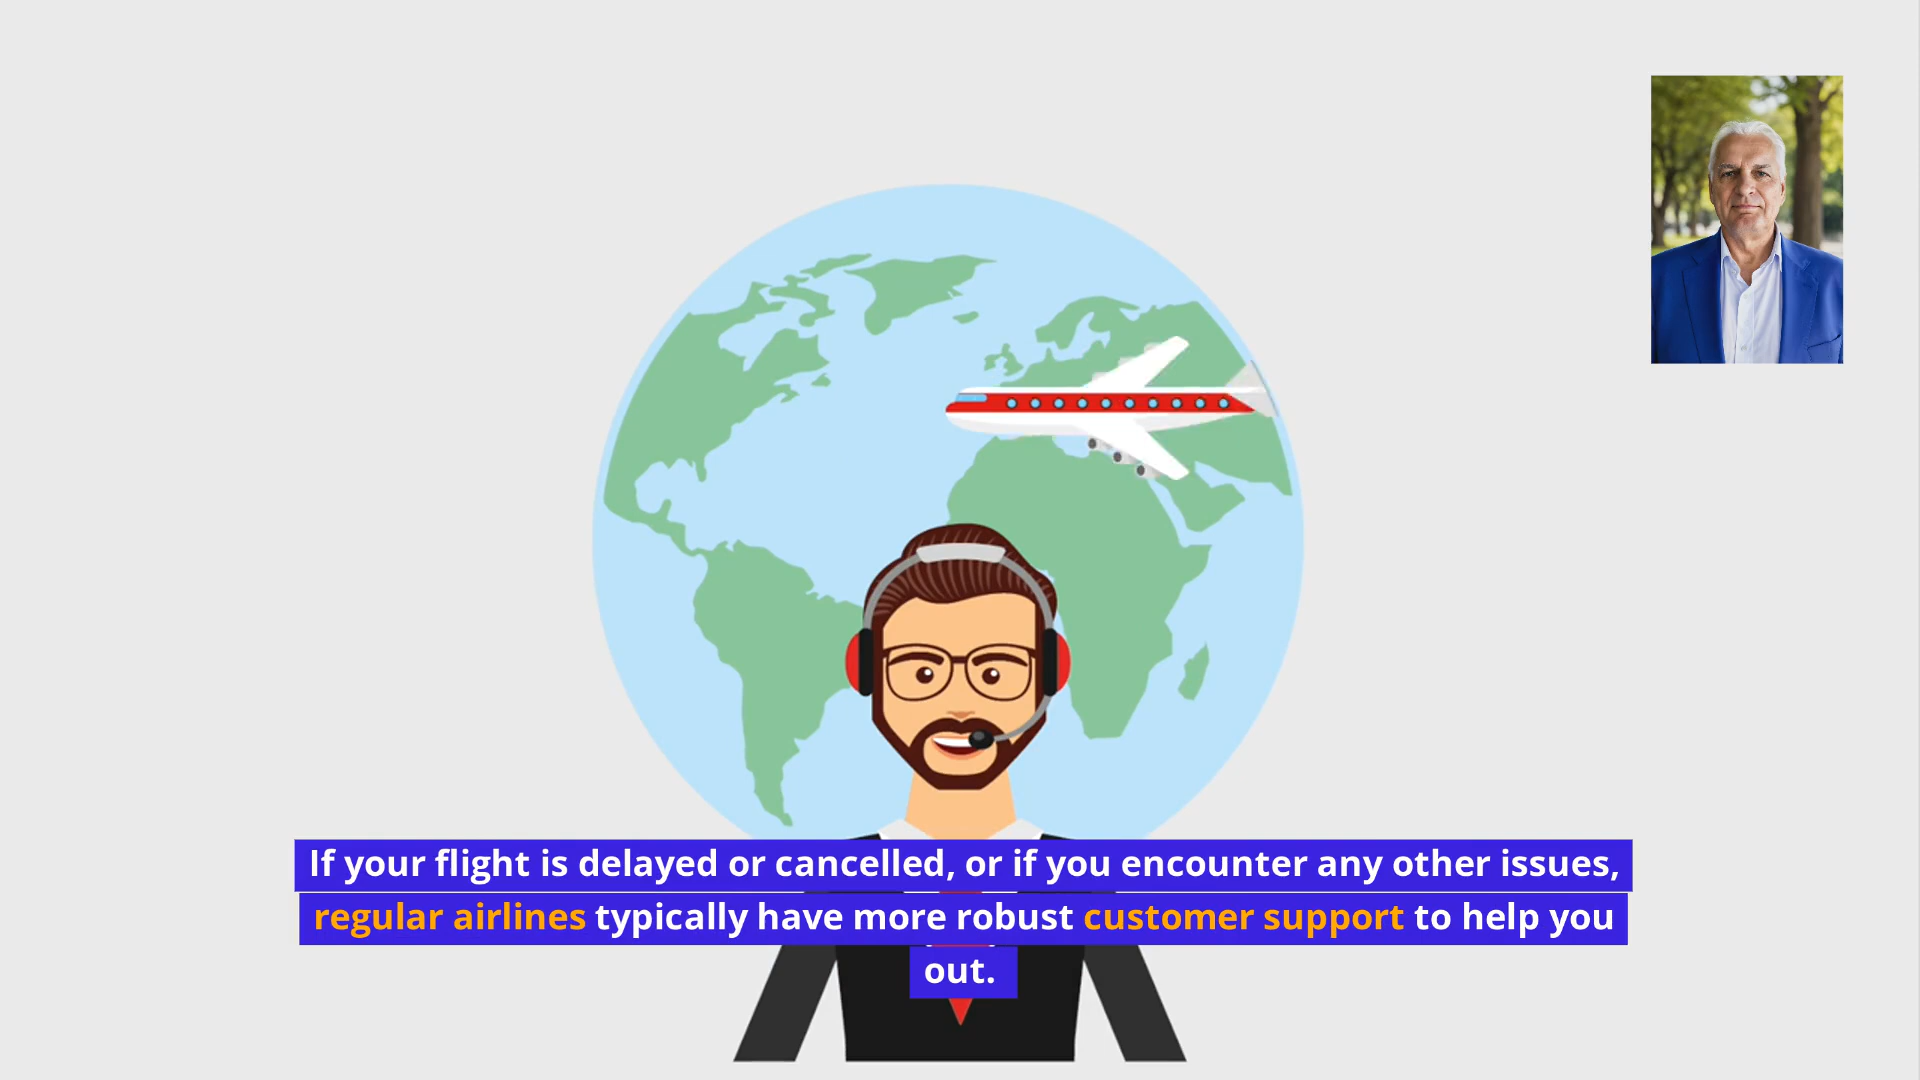 If your flight is delayed or cancelled, or if you encounter any other issues,
regular airlines typically have more robust customer support to help you
out.